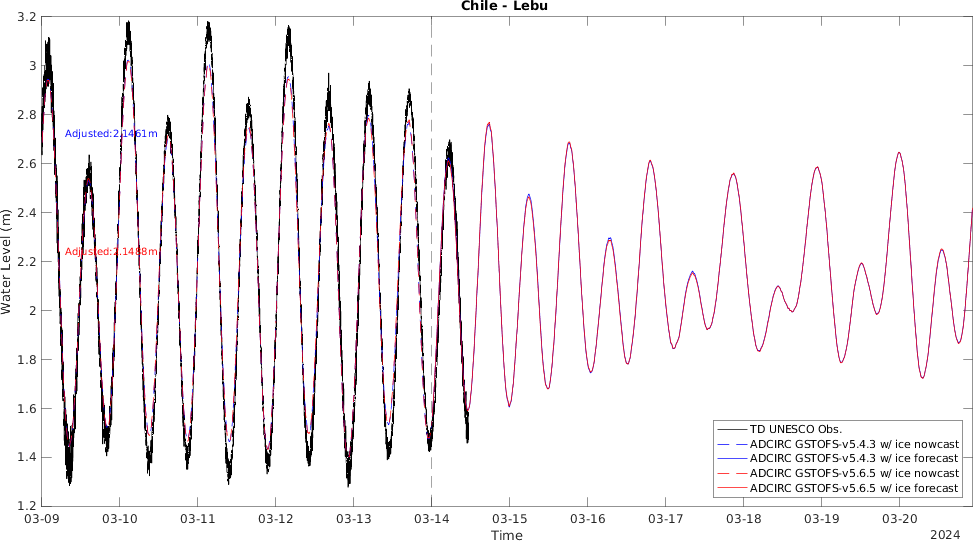 Chile - Lebu
3.2
3
2.8
2.6
2.4
2.2
2
1.8
1.6
1.4
1.2
Water Level (m)
Adjusted:2.1461m
Adjusted:2.1488m
TD UNESCO Obs.
ADCIRC GSTOFS-v5.4.3 w/ ice nowcast
ADCIRC GSTOFS-v5.4.3 w/ ice forecast
ADCIRC GSTOFS-v5.6.5 w/ ice nowcast
ADCIRC GSTOFS-v5.6.5 w/ ice forecast
03-09 03-10 03-11 03-12 03-13 03-14 03-15 03-16 03-17 03-18 03-19 03-20
Time
2024